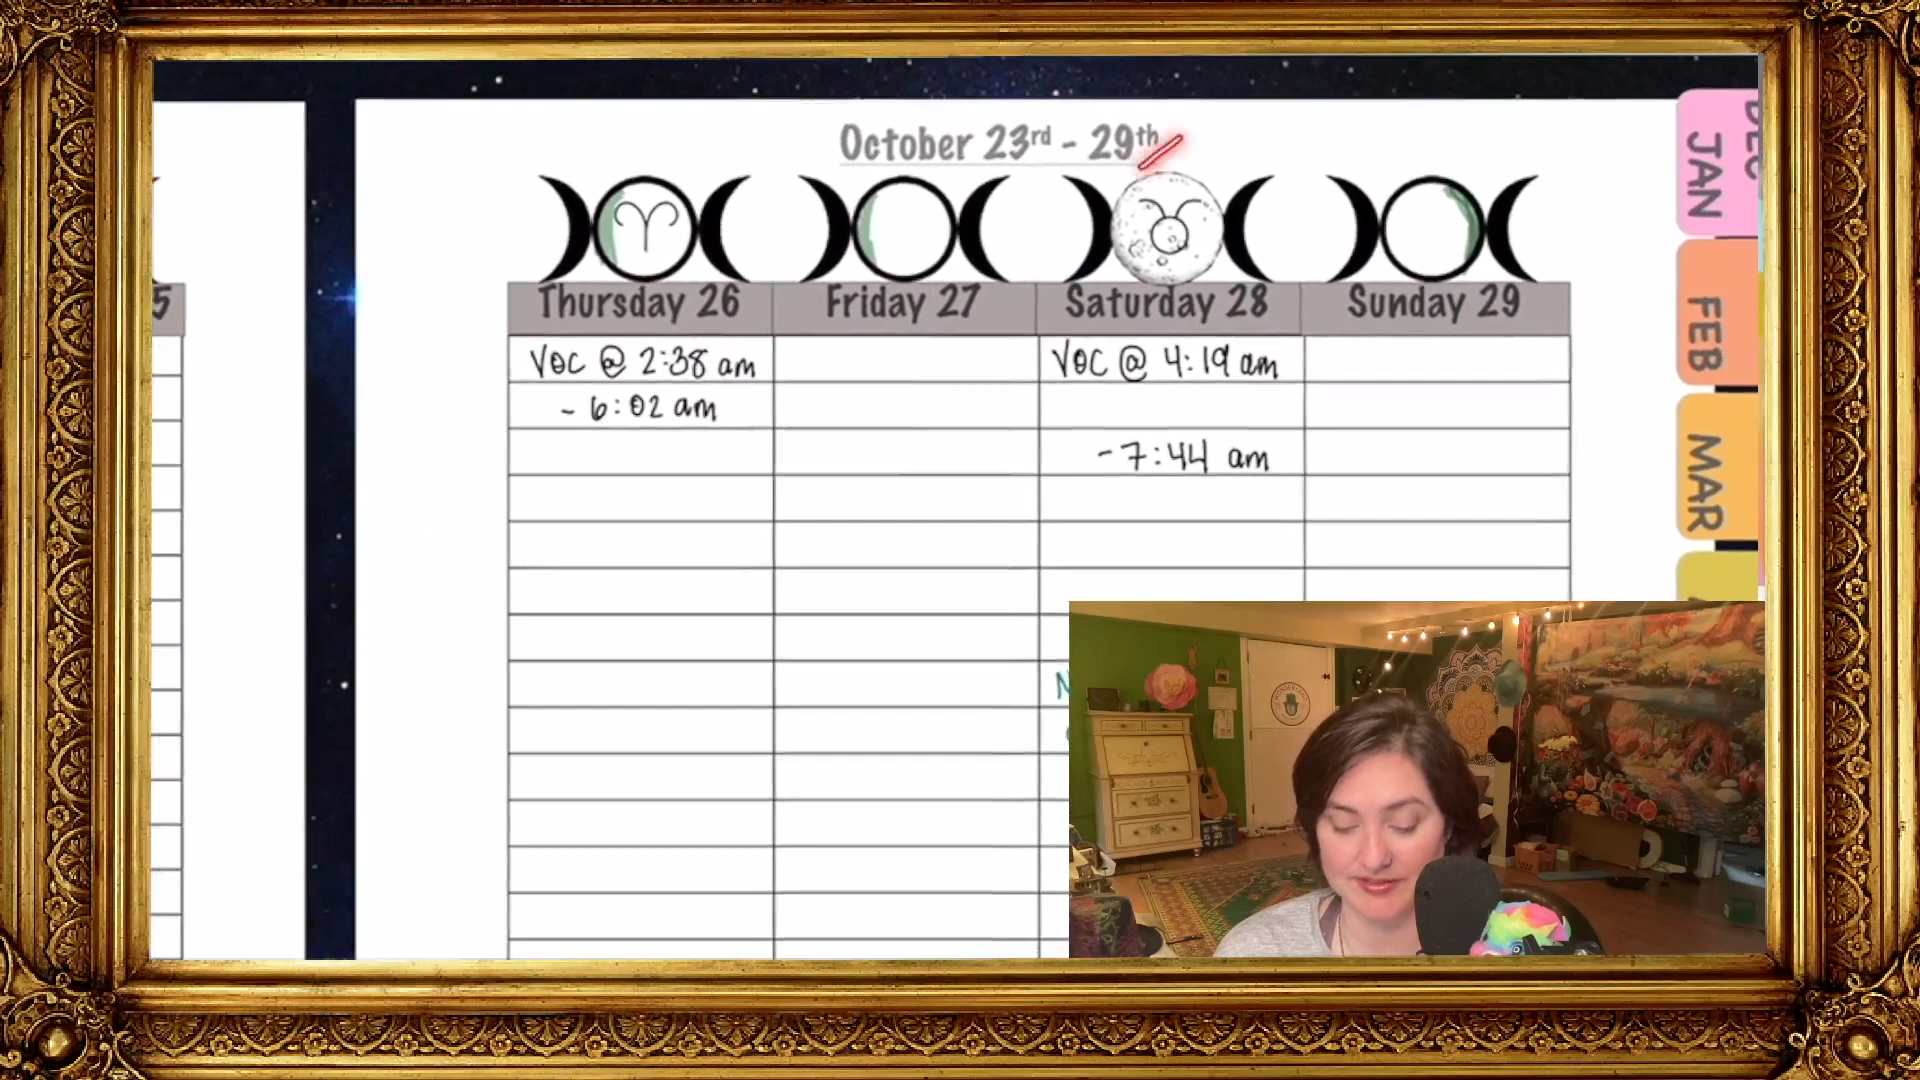 October 23rd - 29th
Thursday 26
Friday 27
Saturday 28
Sunday 29
VOC @ 2:38 am
- 6:02 am
VOC @ 4:19 am
- 7:44 am
5
JAN
FEB
MAR